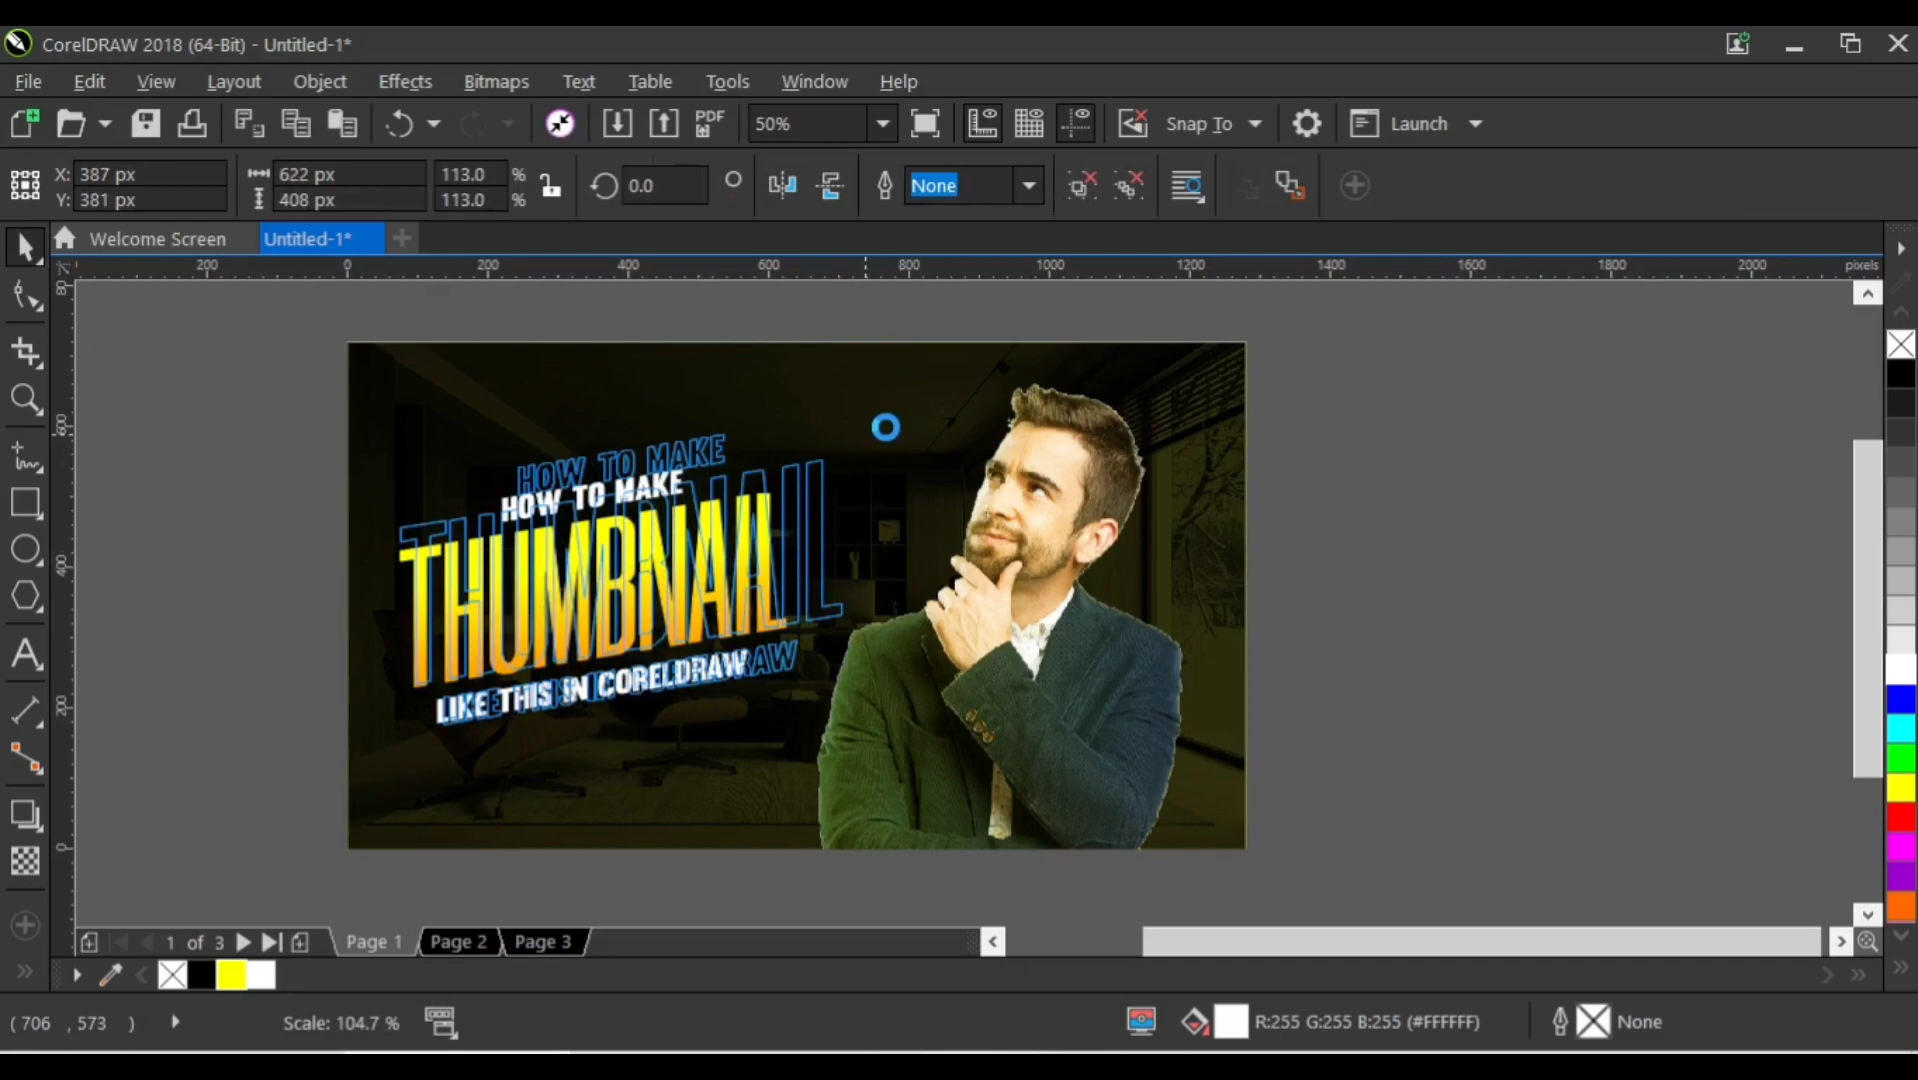 CorelDRAW 2018 (64-Bit) - Untitled-1*
File Edit View Layout Object Effects Bitmaps Text Table Tools Window Help
PDF 50% Snap To Launch
X: 387 px 622 px 113.0 %
Y: 381 px 408 px 113.0 %
0.0 None
Welcome Screen Untitled-1*
200 0 200 400 600 800 1000 1200 1400 1600 1800 2000 pixels
HOW TO MAKE
HOW TO MAKE
THUMBNAIL
LIKE THIS IN CORELDRAW
1 of 3 Page 1 Page 2 Page 3
( 706 , 573 ) Scale: 104.7 % R:255 G:255 B:255 (#FFFFFF) None